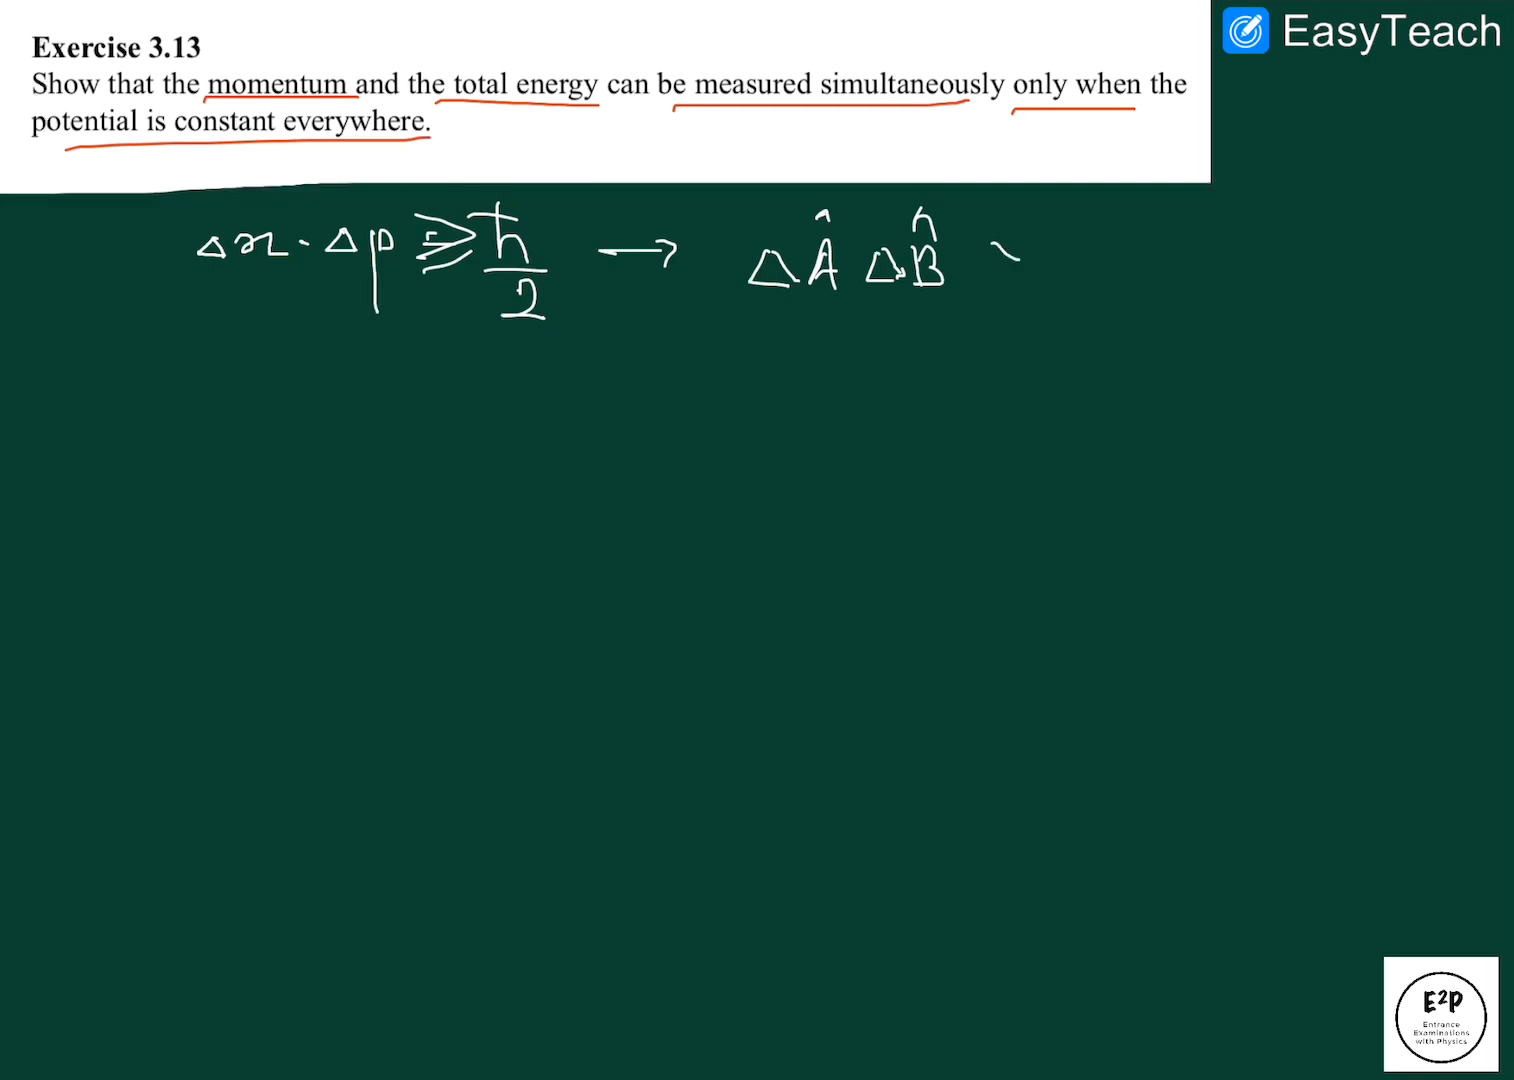 Exercise 3.13
Show that the momentum and the total energy can be measured simultaneously only when the
potential is constant everywhere.
EasyTeach
Δx · Δp ≥ ħ/2 → ΔÂ ΔB̂
E²P
Entrance
Examinations
with Physics